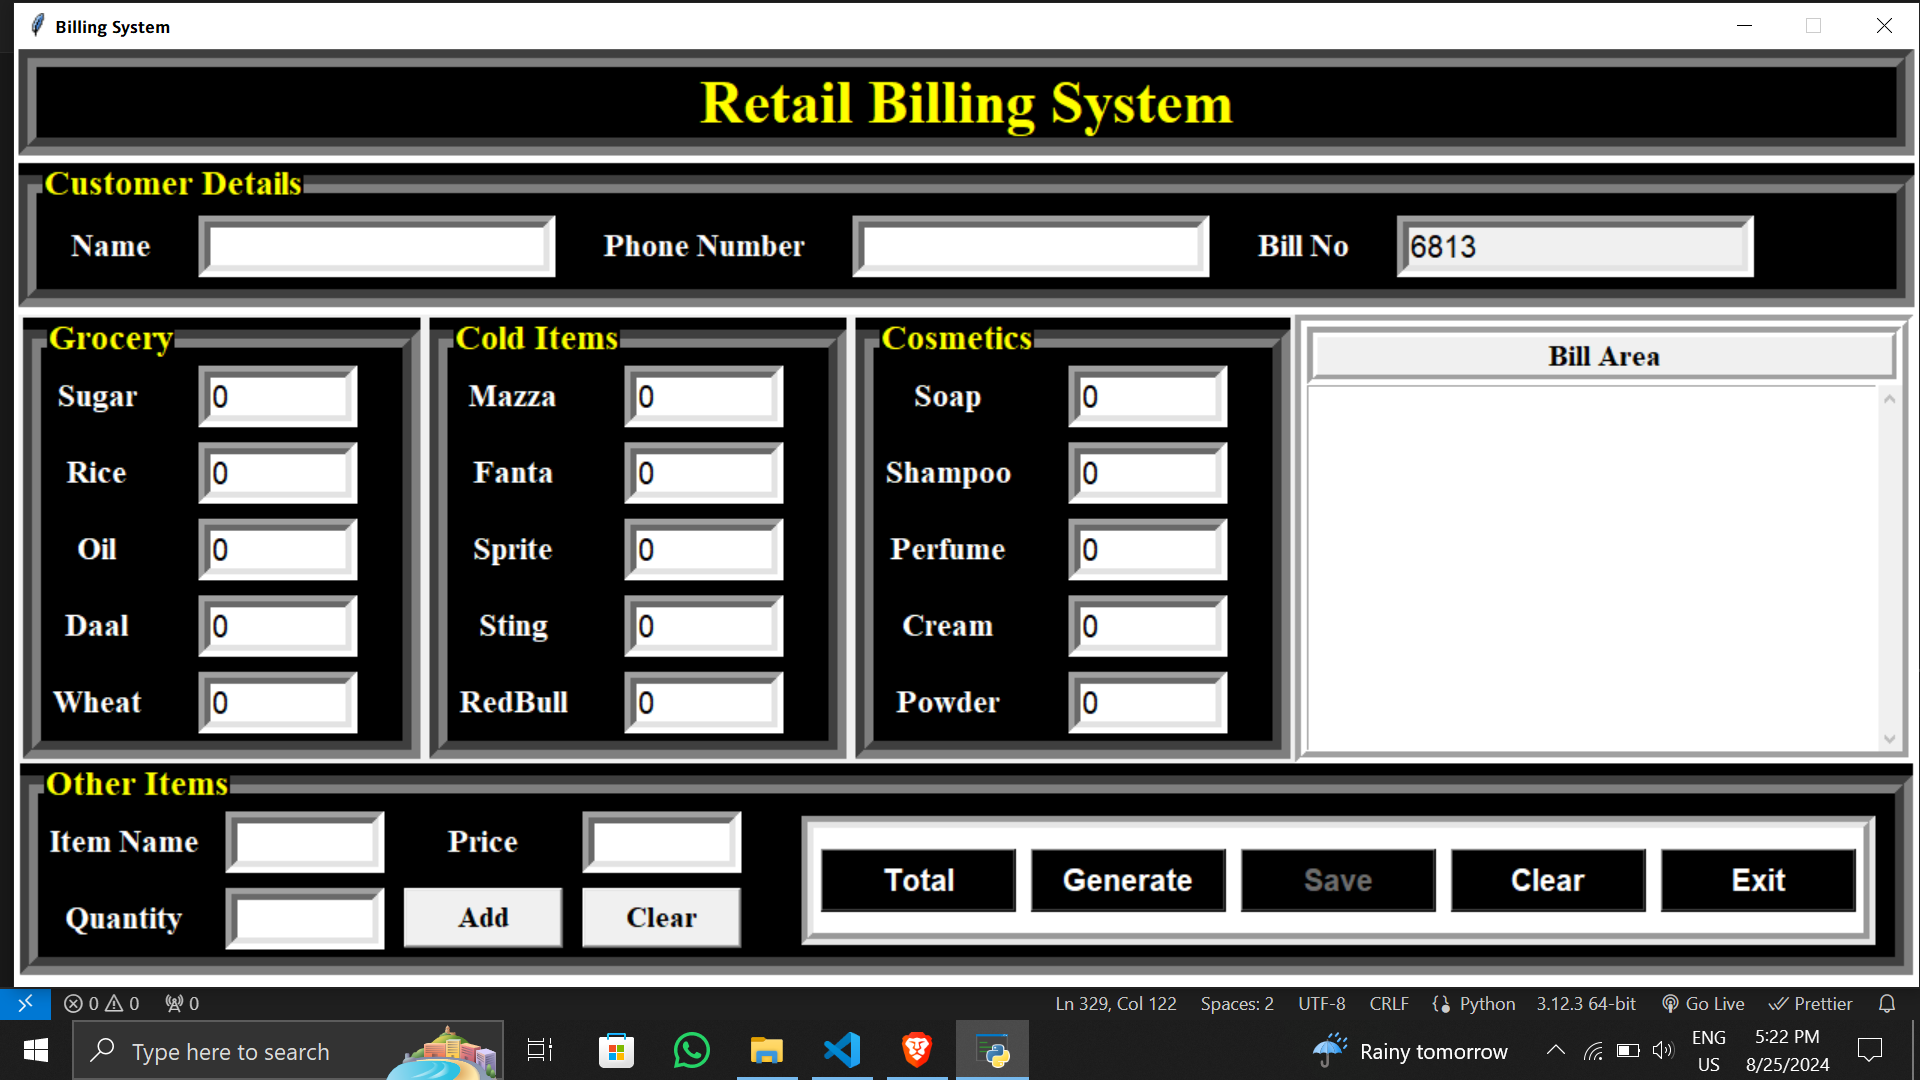 Billing System
Retail Billing System
Customer Details
Name
Phone Number
Bill No 6813
Grocery
Sugar 0
Rice 0
Oil 0
Daal 0
Wheat 0
Cold Items
Mazza 0
Fanta 0
Sprite 0
Sting 0
RedBull 0
Cosmetics
Soap 0
Shampoo 0
Perfume 0
Cream 0
Powder 0
Bill Area
Other Items
Item Name
Price
Quantity
Add
Clear
Total
Generate
Save
Clear
Exit
0 0 0
Ln 329, Col 122 Spaces: 2 UTF-8 CRLF Python 3.12.3 64-bit Go Live Prettier
Type here to search
Rainy tomorrow
ENG
US
5:22 PM
8/25/2024